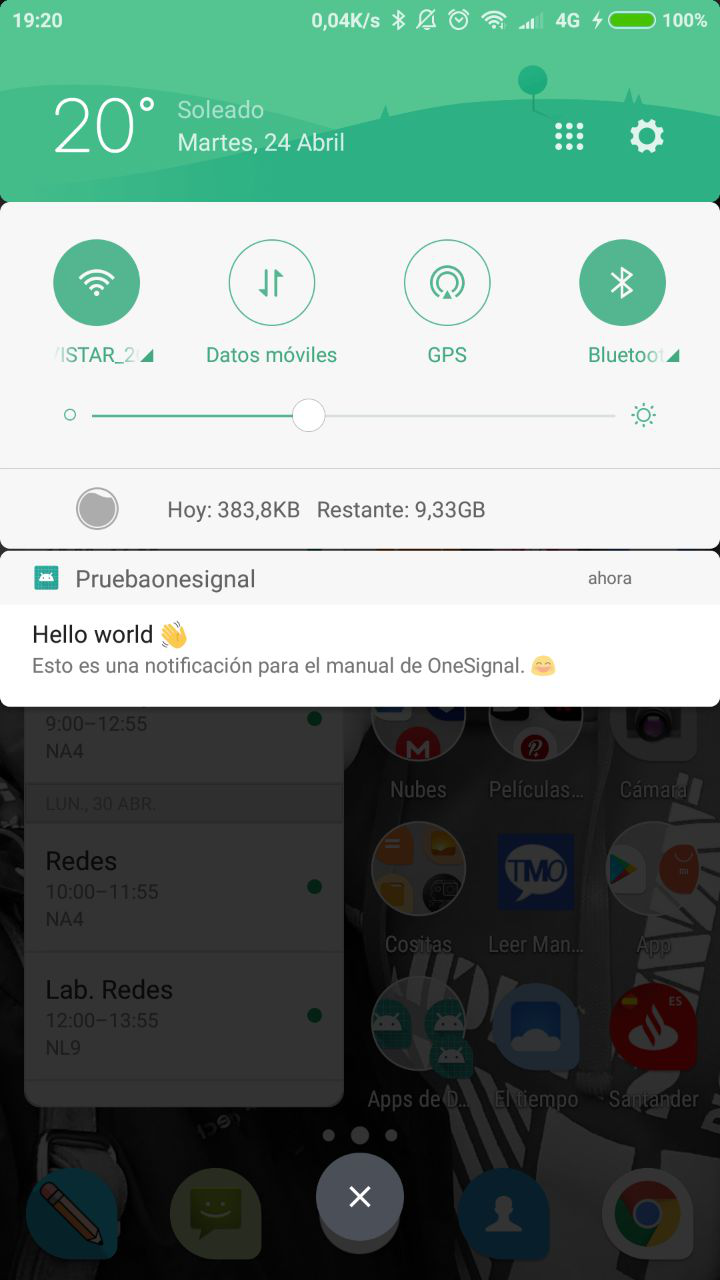 19:20
0,04K/s
4G
100%
20°
Soleado
Martes, 24 Abril
ISTAR_2
Datos móviles
GPS
Bluetoot
Hoy: 383,8KB Restante: 9,33GB
Pruebaonesignal
ahora
Hello world 👋
Esto es una notificación para el manual de OneSignal. 😊
9:00–12:55
NA4
LUN., 30 ABR.
Redes
10:00–11:55
NA4
Lab. Redes
12:00–13:55
NL9
Nubes
Películas...
Cámara
TMO
Cositas
Leer Man...
App
ES
Apps de D...
El tiempo
Santander